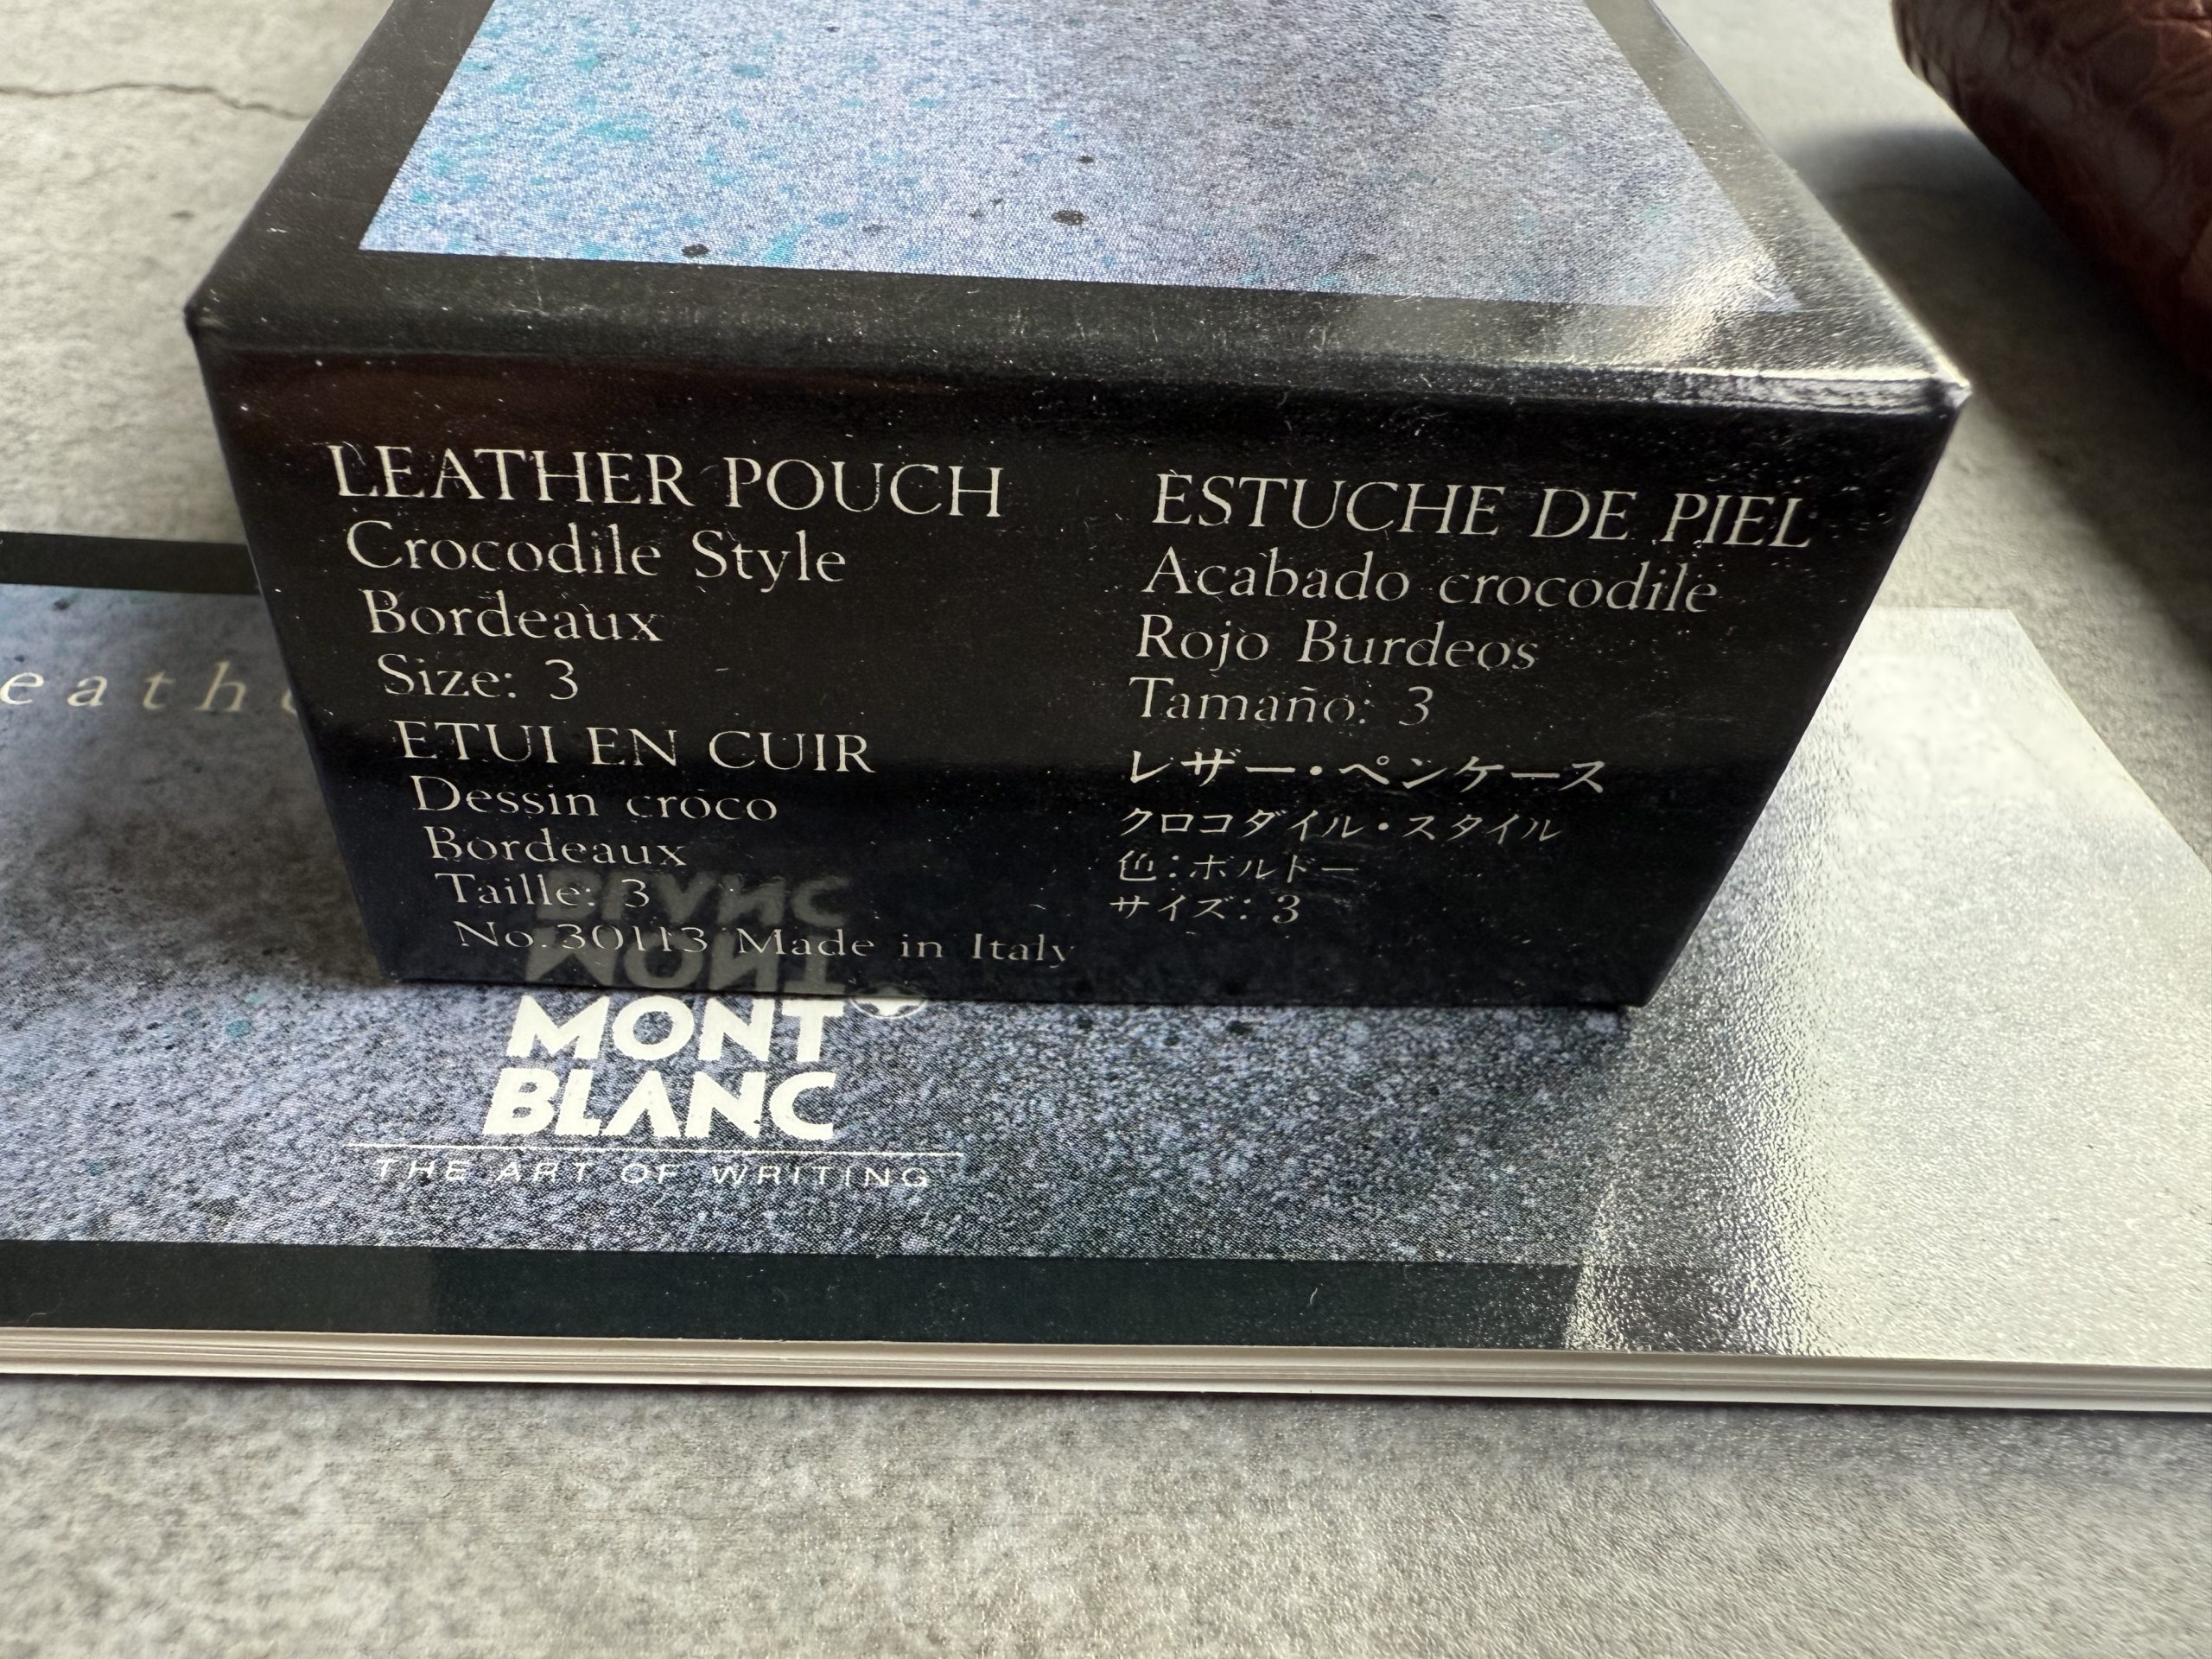 LEATHER POUCH
Crocodile Style
Bordeaux
Size: 3
ETUI EN CUIR
Dessin croco
Bordeaux
Taille: 3
No. 30113 Made in Italy
ESTUCHE DE PIEL
Acabado crocodile
Rojo Burdeos
Tamaño: 3
レザー・ペンケース
クロコダイル・スタイル
色:ボルドー
サイズ: 3
MONT
BLANC
THE ART OF WRITING